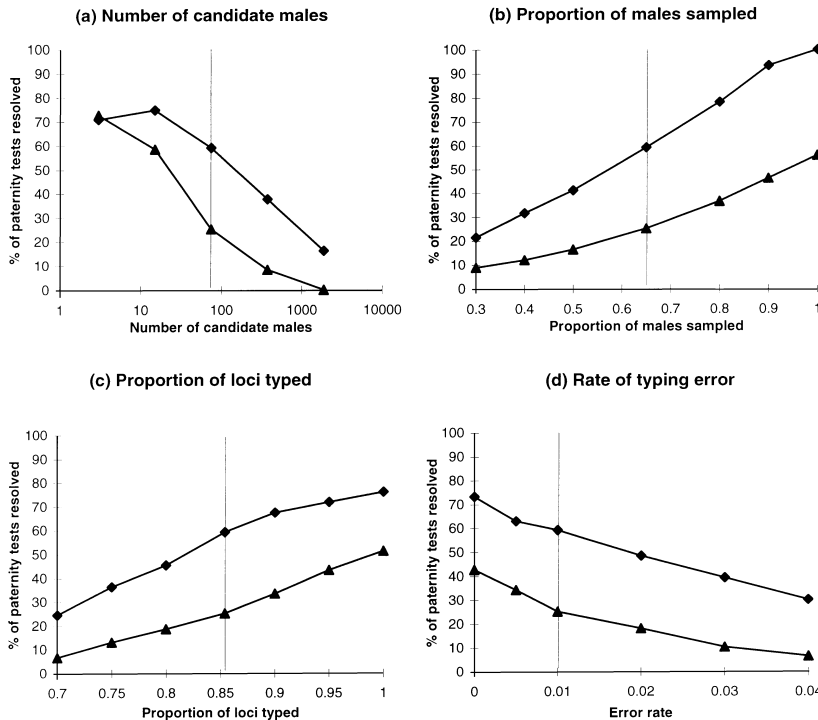 (a) Number of candidate males
% of paternity tests resolved
100
90
80
70
60
50
40
30
20
10
0
1 10 100 1000 10000
Number of candidate males
(b) Proportion of males sampled
% of paternity tests resolved
100
90
80
70
60
50
40
30
20
10
0
0.3 0.4 0.5 0.6 0.7 0.8 0.9 1
Proportion of males sampled
(c) Proportion of loci typed
% of paternity tests resolved
100
90
80
70
60
50
40
30
20
10
0
0.7 0.75 0.8 0.85 0.9 0.95 1
Proportion of loci typed
(d) Rate of typing error
% of paternity tests resolved
100
90
80
70
60
50
40
30
20
10
0
0 0.01 0.02 0.03 0.04
Error rate